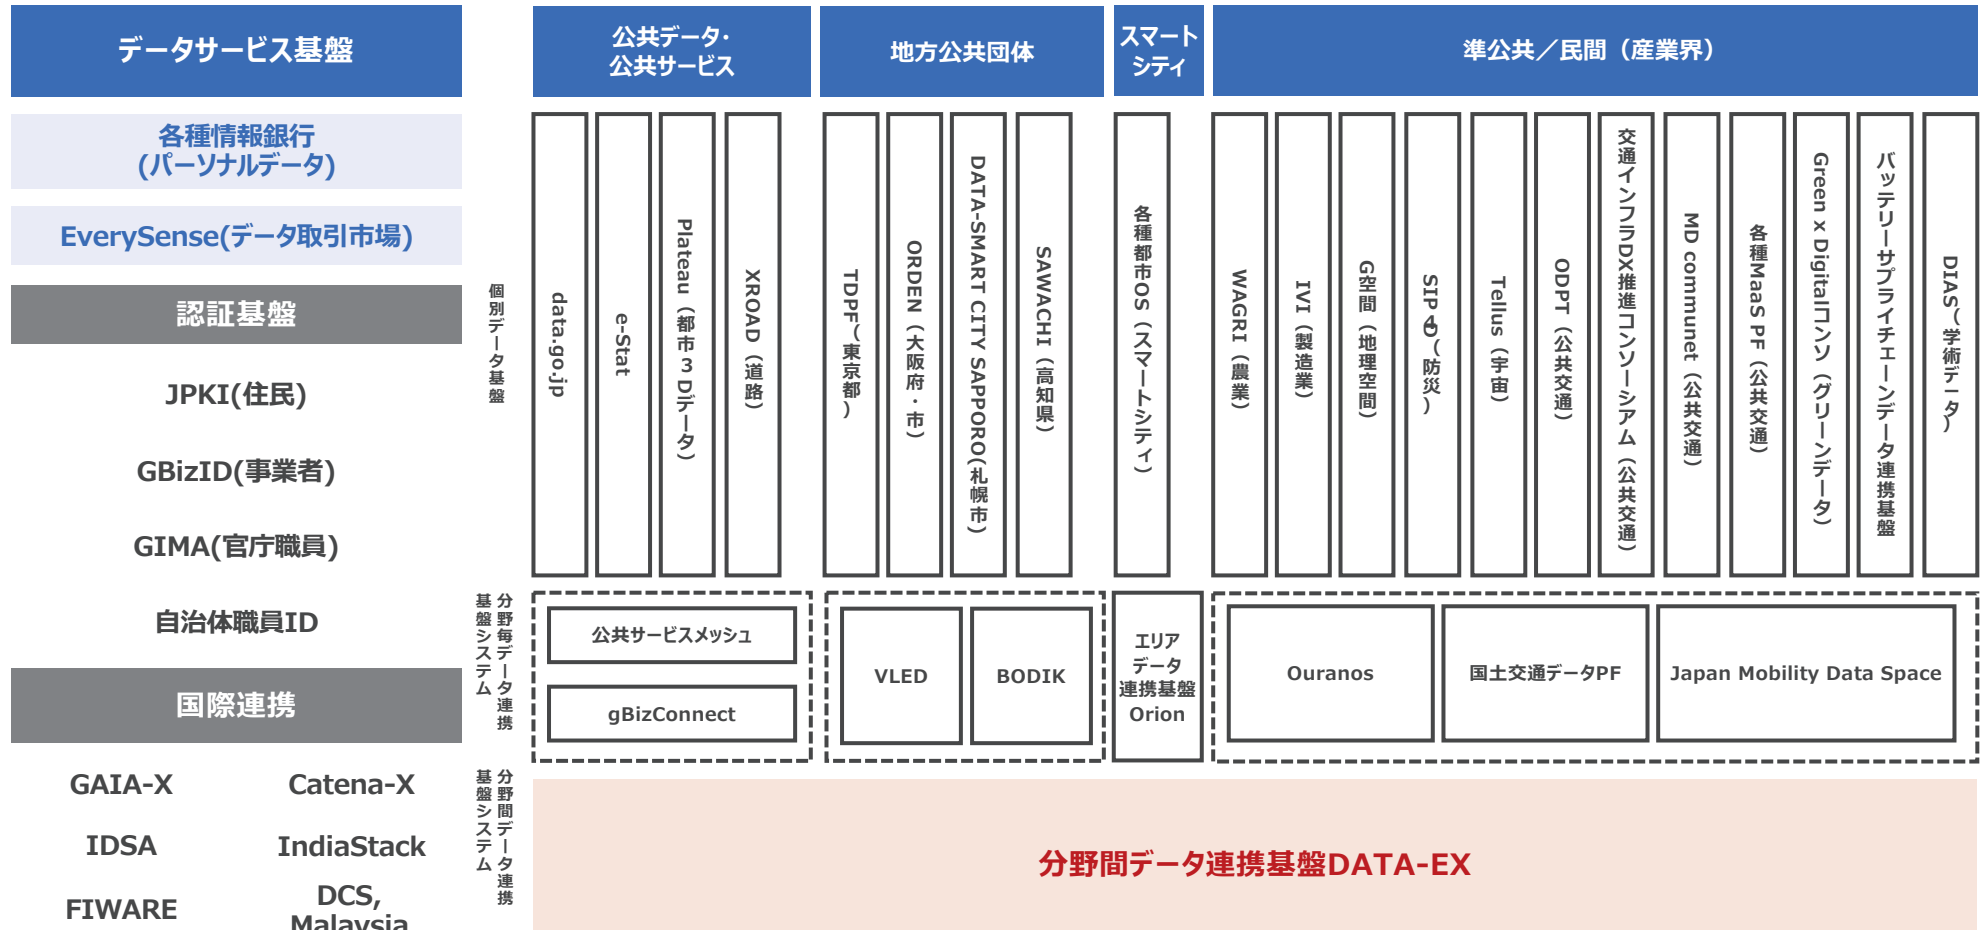 データサービス基盤
各種情報銀行
(パーソナルデータ)
EverySense(データ取引市場)
認証基盤
JPKI(住民)
GBizID(事業者)
GIMA(官庁職員)
自治体職員ID
国際連携
GAIA-X
Catena-X
IDSA
IndiaStack
FIWARE
DCS,
Malaysia
公共データ・
公共サービス
地方公共団体
スマート
シティ
準公共／民間（産業界）
個別データ基盤
data.go.jp
e-Stat
Plateau（都市３Dデータ）
XROAD（道路）
TDPF（東京都）
ORDEN（大阪府・市）
DATA-SMART CITY SAPPORO(札幌市）
SAWACHI（高知県）
各種都市OS（スマートシティ）
WAGRI（農業）
IVI（製造業）
G空間（地理空間）
SIP4D（防災）
Tellus（宇宙）
ODPT（公共交通）
交通インフラDX推進コンソーシアム（公共交通）
MD communet（公共交通）
各種MaaS PF（公共交通）
Green x Digitalコンソ（グリーンデータ）
バッテリーサプライチェーンデータ連携基盤
DIAS（学術データ）
分野毎データ連携
基盤システム
公共サービスメッシュ
gBizConnect
VLED
BODIK
エリア
データ
連携基盤
Orion
Ouranos
国土交通データPF
Japan Mobility Data Space
分野間データ連携
基盤システム
分野間データ連携基盤DATA-EX